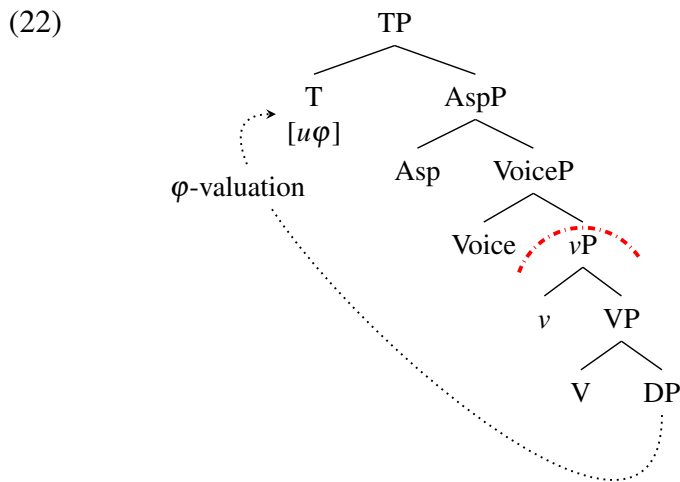 (22) TP
T AspP
[uφ] Asp VoiceP
φ-valuation
Voice vP
v VP
V DP